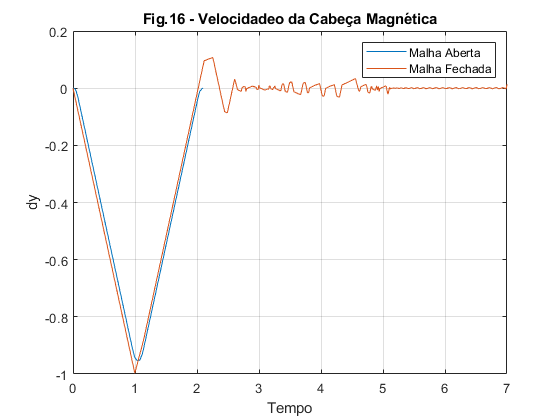 Fig.16 - Velocidadeo da Cabeça Magnética
0.2
0
-0.2
-0.4
-0.6
-0.8
-1
dy
Malha Aberta
Malha Fechada
0 1 2 3 4 5 6 7
Tempo